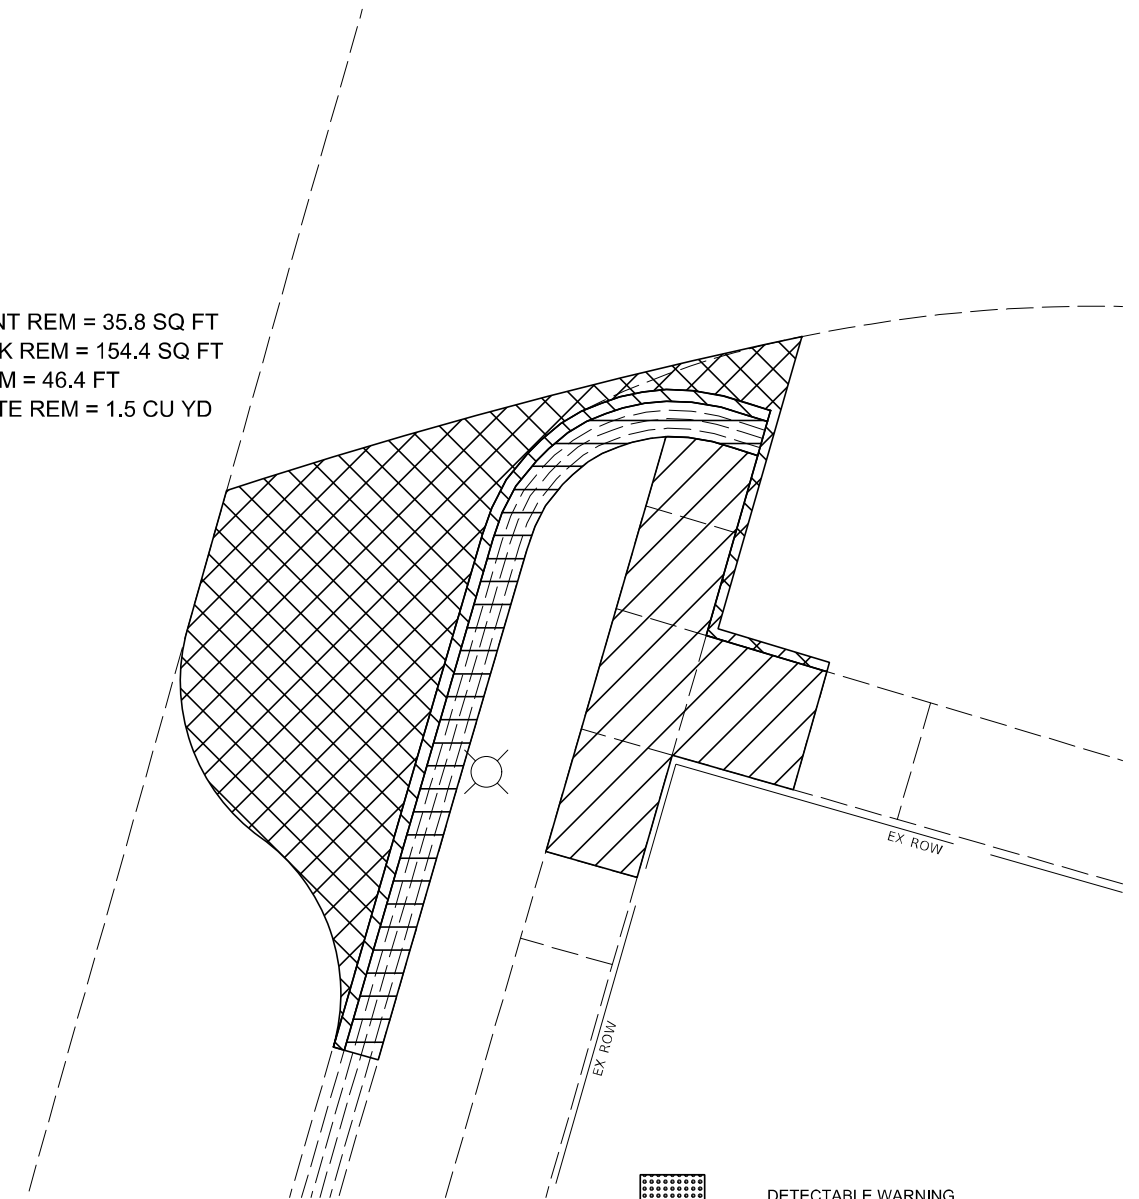 NT REM = 35.8 SQ FT
K REM = 154.4 SQ FT
M = 46.4 FT
TE REM = 1.5 CU YD
EX ROW
EX ROW
DETECTABLE WARNING